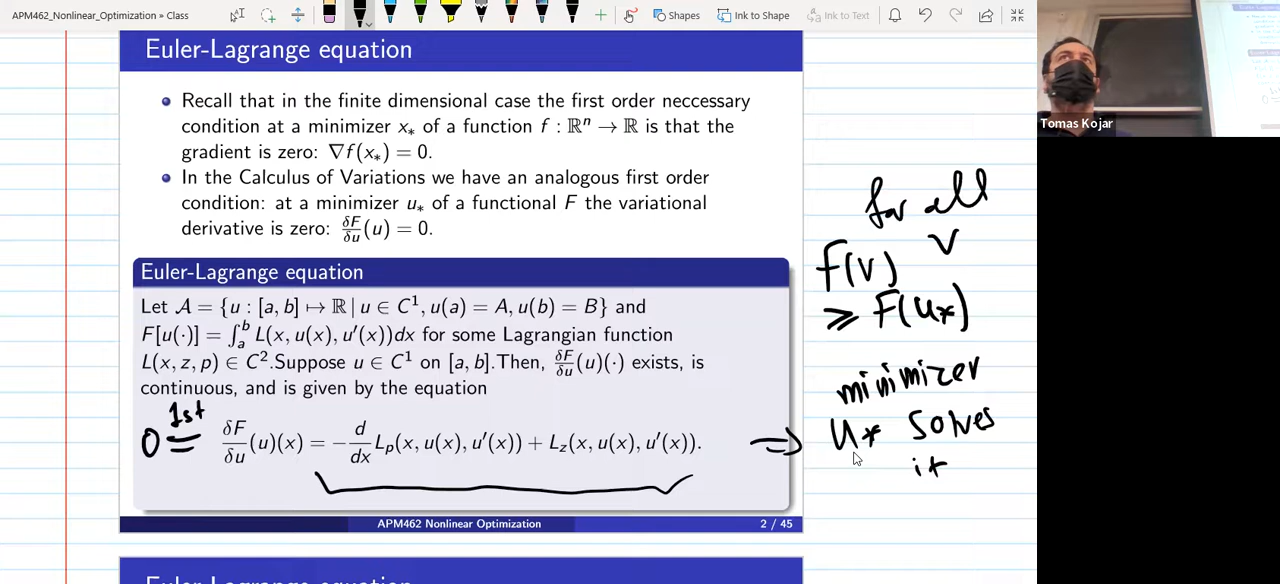 APM462_Nonlinear_Optimization » Class
Shapes
Ink to Shape
Ink to Text
Euler-Lagrange equation
Recall that in the finite dimensional case the first order neccessary
condition at a minimizer x∗ of a function f : ℝⁿ → ℝ is that the
gradient is zero: ∇f(x∗) = 0.
In the Calculus of Variations we have an analogous first order
condition: at a minimizer u∗ of a functional F the variational
derivative is zero: δF/δu (u) = 0.
Euler-Lagrange equation
Let 𝒜 = {u : [a, b] ↦ ℝ | u ∈ C¹, u(a) = A, u(b) = B} and
F[u(·)] = ∫ₐᵇ L(x, u(x), u′(x))dx for some Lagrangian function
L(x, z, p) ∈ C².Suppose u ∈ C¹ on [a, b].Then, δF/δu (u)(·) exists, is
continuous, and is given by the equation
1st
0 = δF/δu (u)(x) = − d/dx L_p(x, u(x), u′(x)) + L_z(x, u(x), u′(x)). ⇒
APM462 Nonlinear Optimization
2 / 45
for all
v
F(v)
≥ F(u∗)
minimizer
u∗ solves
it
Tomas Kojar